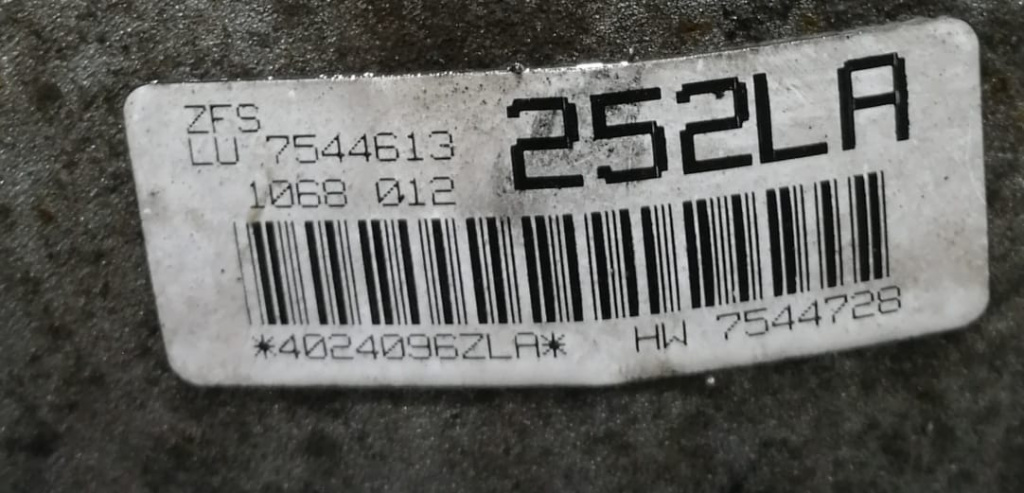 ZFS
LU 7544613
252LA
1068 012
*4024096ZLA*
HW 7544728